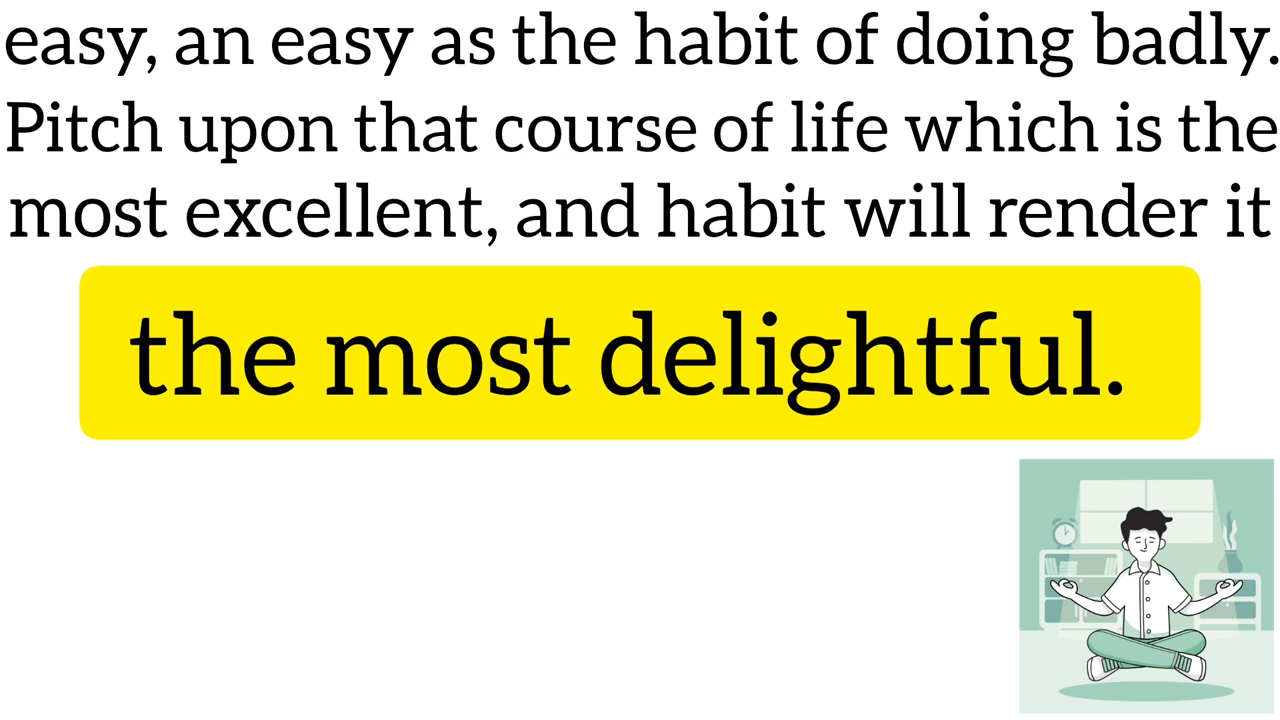 easy, an easy as the habit of doing badly.
Pitch upon that course of life which is the
most excellent, and habit will render it
the most delightful.